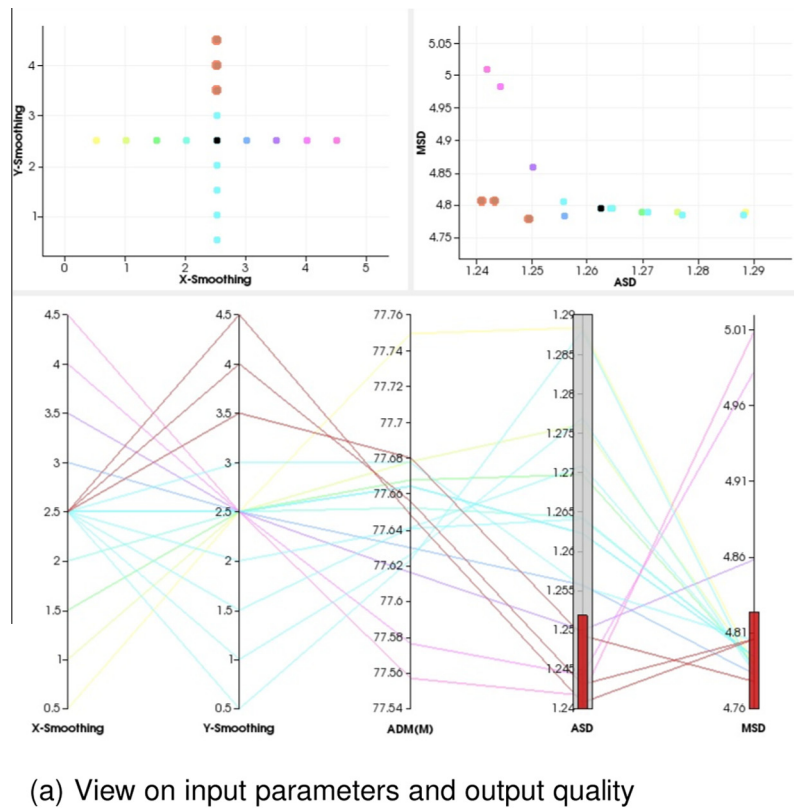 4
3
2
1
Y-Smoothing
0 1 2 3 4 5
X-Smoothing
5.05
5
4.95
4.9
4.85
4.8
4.75
MSD
1.24 1.25 1.26 1.27 1.28 1.29
ASD
4.5 4.5 77.76 1.29
5.01
77.74 1.285
4 4
77.72 1.28
4.96
3.5 3.5 77.7 1.275
77.68
3 3 1.27 4.91
77.66
2.5 2.5 1.265
77.64
1.26 4.86
2 2 77.62
1.255
1.5 1.5 77.6
1.25 4.81
77.58
1 1 1.245
77.56
0.5 0.5 77.54 1.24 4.76
X-Smoothing Y-Smoothing ADM(M) ASD MSD
(a) View on input parameters and output quality